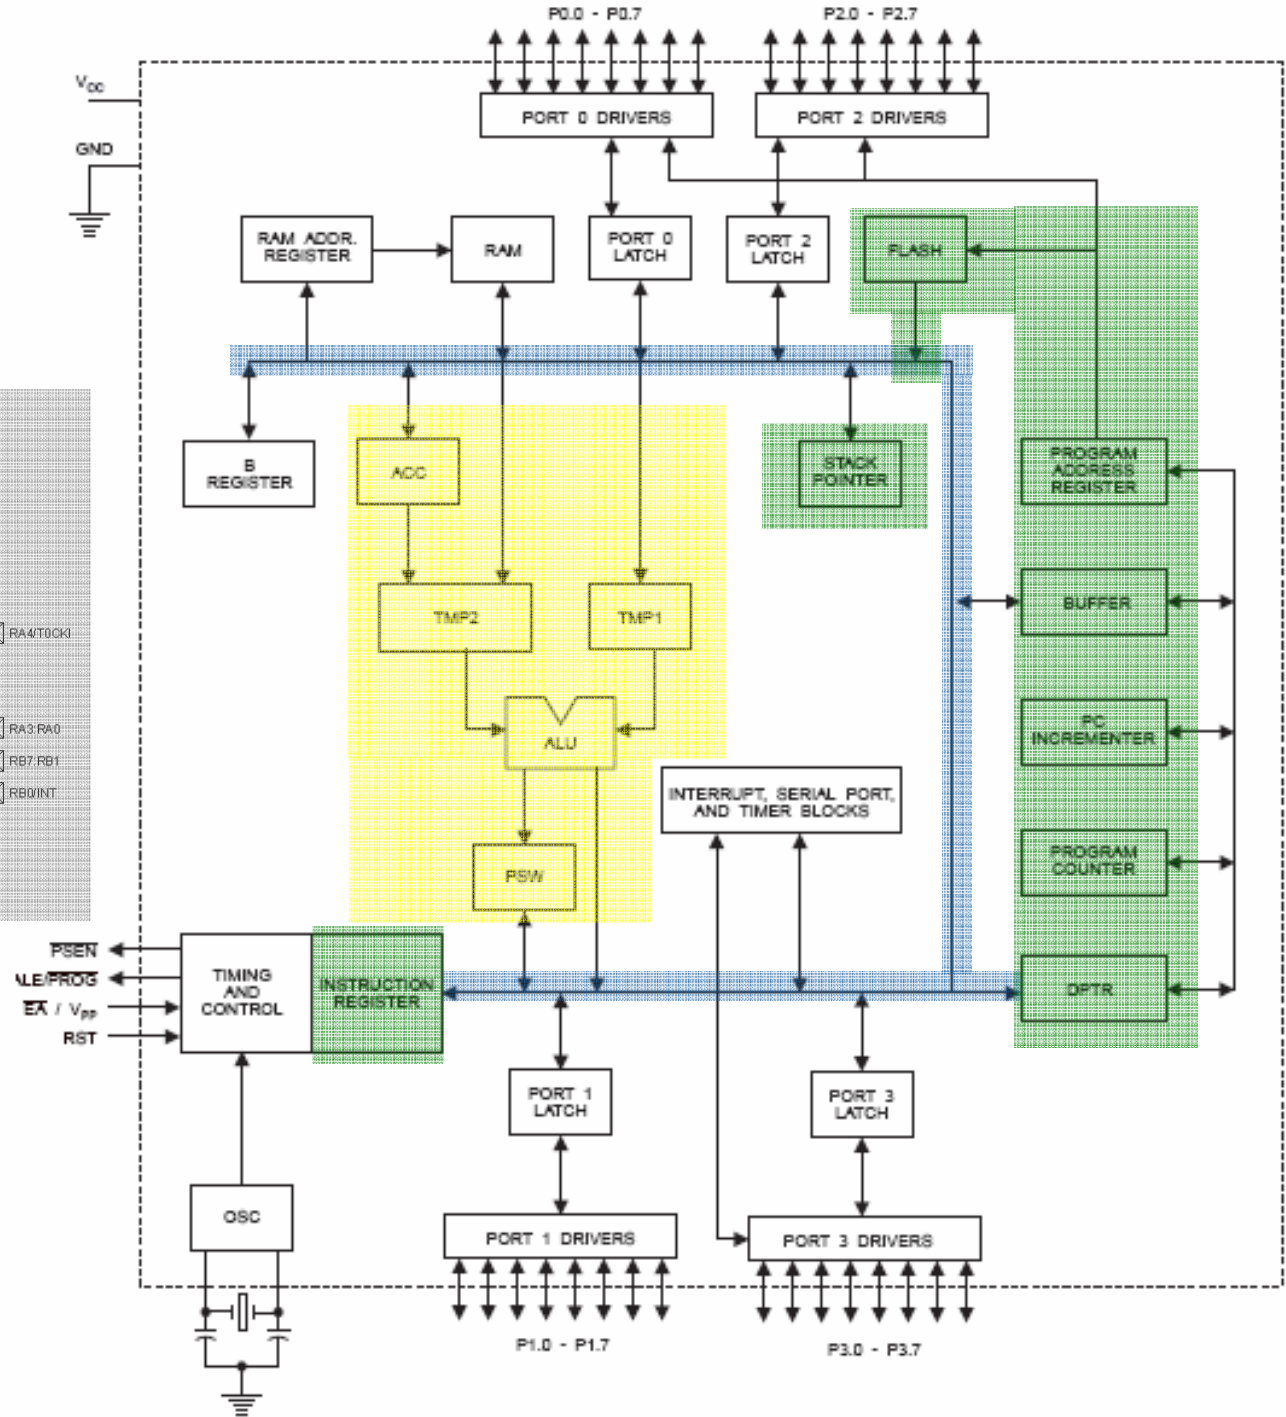 P0.0 - P0.7
P2.0 - P2.7
VCC
GND
PORT 0 DRIVERS
PORT 2 DRIVERS
RAM ADDR.
REGISTER
RAM
PORT 0
LATCH
PORT 2
LATCH
FLASH
B
REGISTER
ACC
STACK
POINTER
PROGRAM
ADDRESS
REGISTER
TMP2
TMP1
BUFFER
RA4/T0CKI
RA3:RA0
RB7:RB1
RB0/INT
ALU
PC
INCREMENTER
INTERRUPT, SERIAL PORT,
AND TIMER BLOCKS
PSW
PROGRAM
COUNTER
PSEN
ALE/PROG
EA / VPP
RST
TIMING
AND
CONTROL
INSTRUCTION
REGISTER
DPTR
PORT 1
LATCH
PORT 3
LATCH
OSC
PORT 1 DRIVERS
PORT 3 DRIVERS
P1.0 - P1.7
P3.0 - P3.7